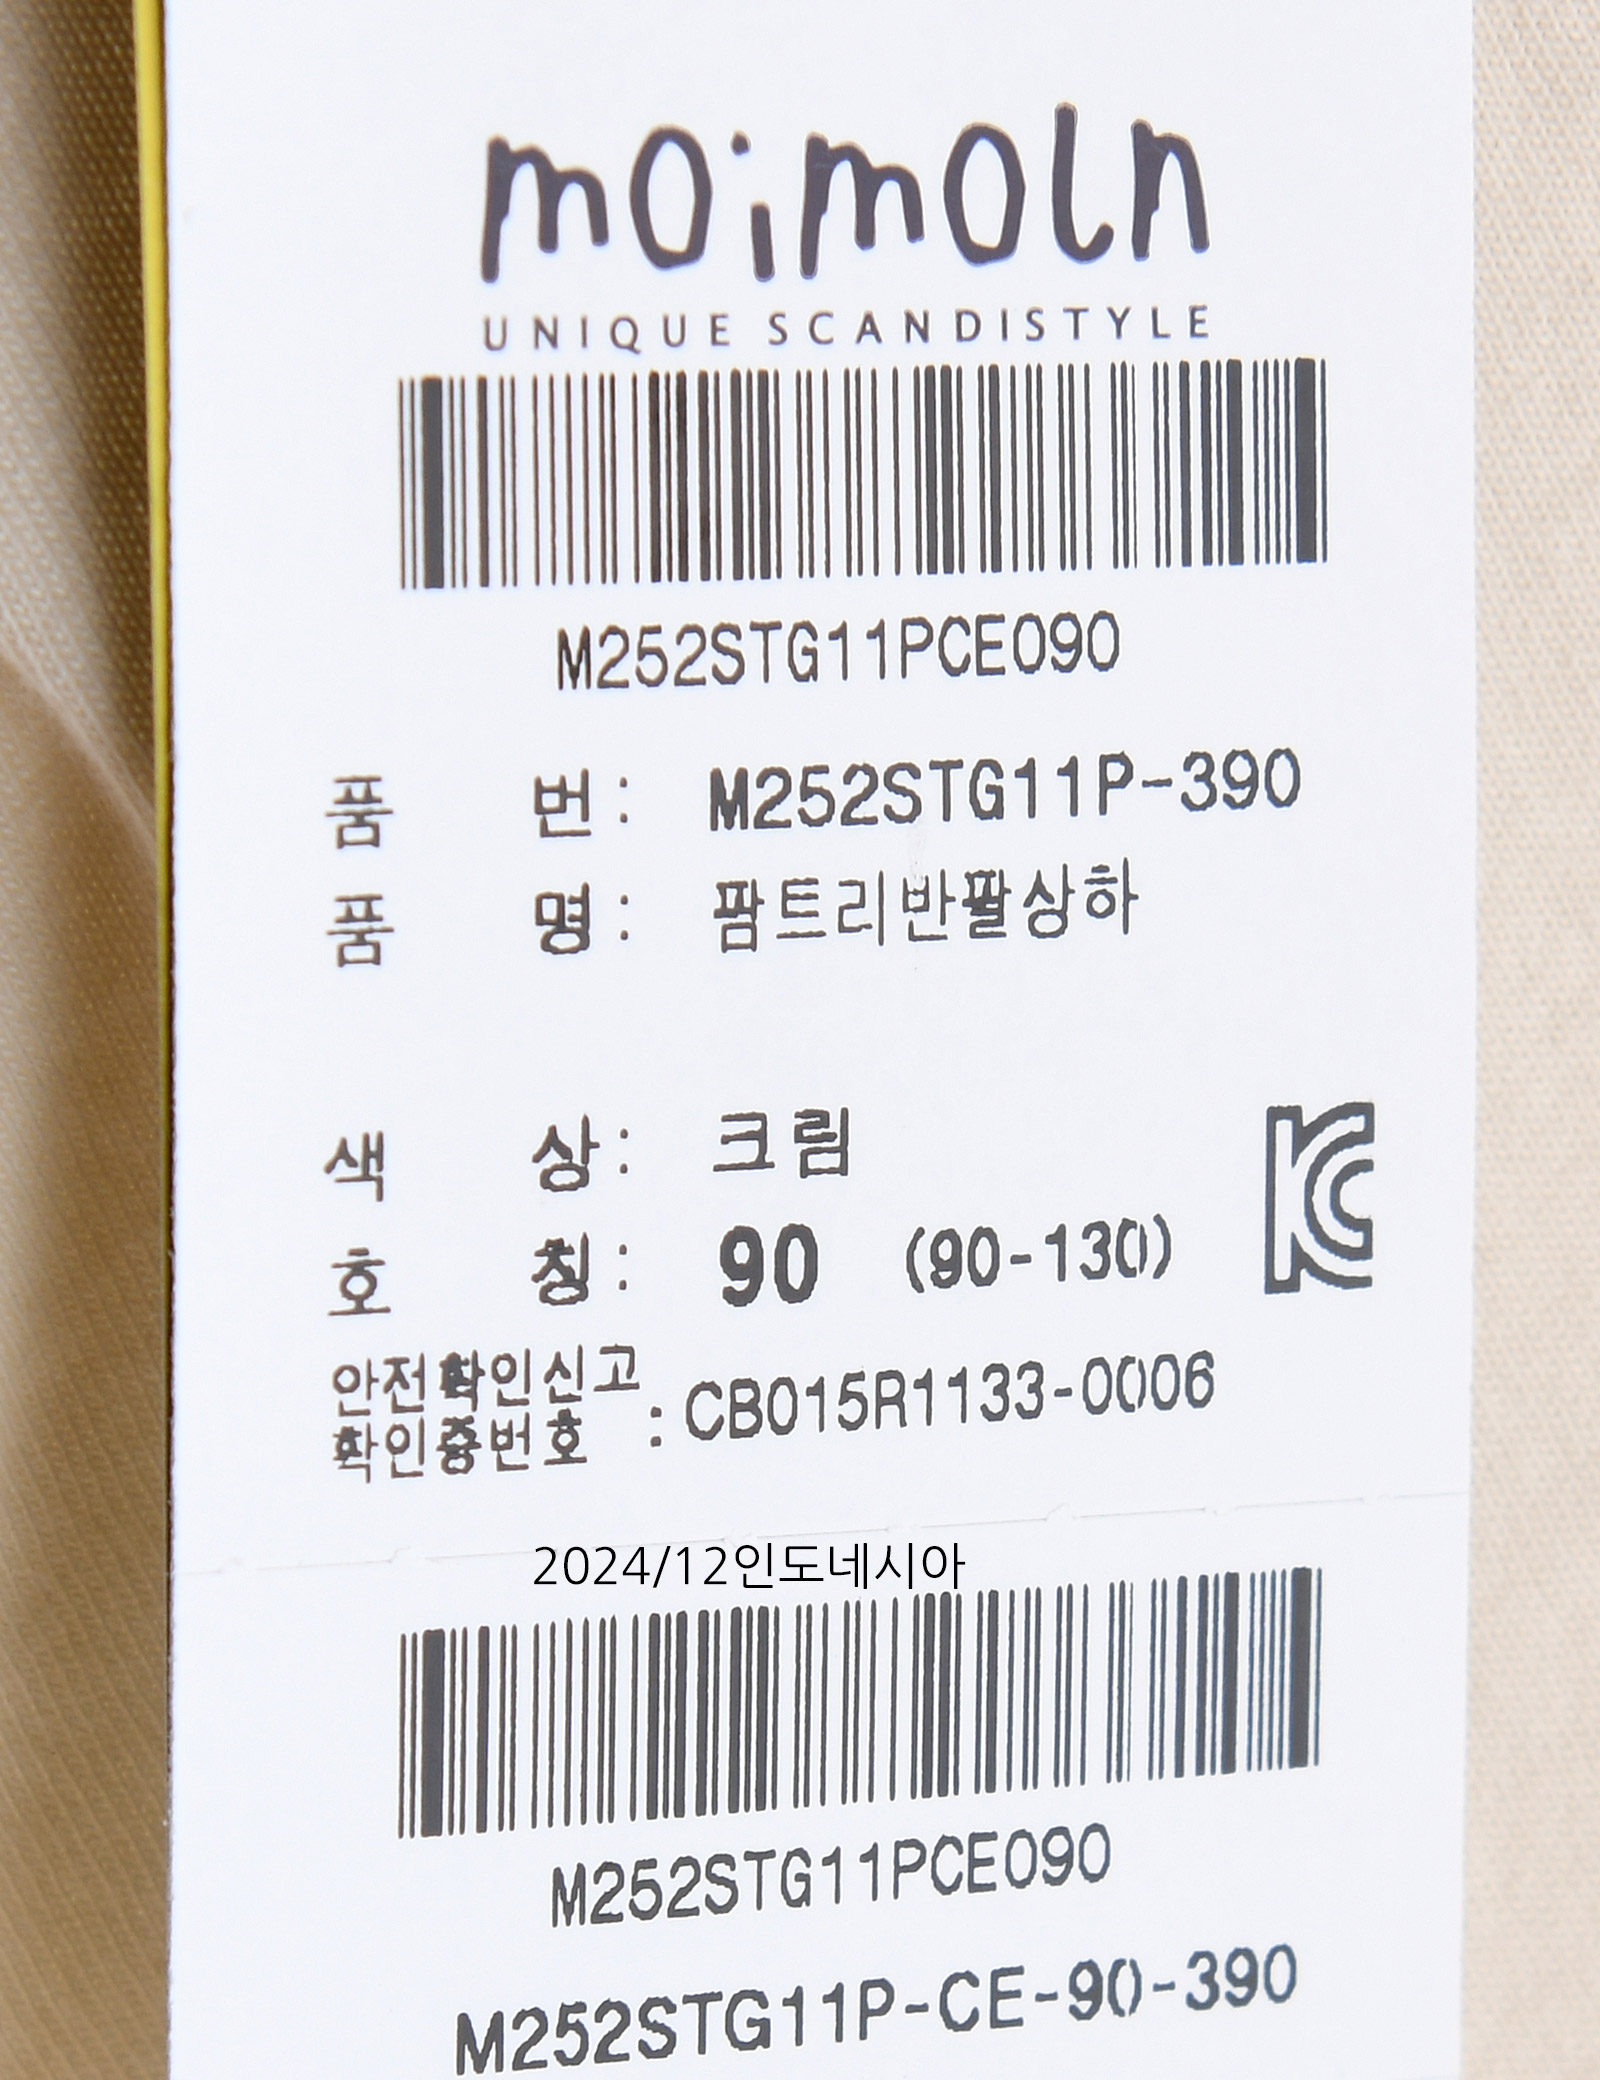 moimoln
UNIQUE SCANDISTYLE
M252STG11PCE090
품 번 : M252STG11P-390
품 명 : 팜트리반팔상하
색 상 : 크림
호 칭 : 90 (90-130)
안전확인신고
확인증번호 : CB015R1133-0006
KC
2024/12인도네시아
M252STG11PCE090
M252STG11P-CE-90-390